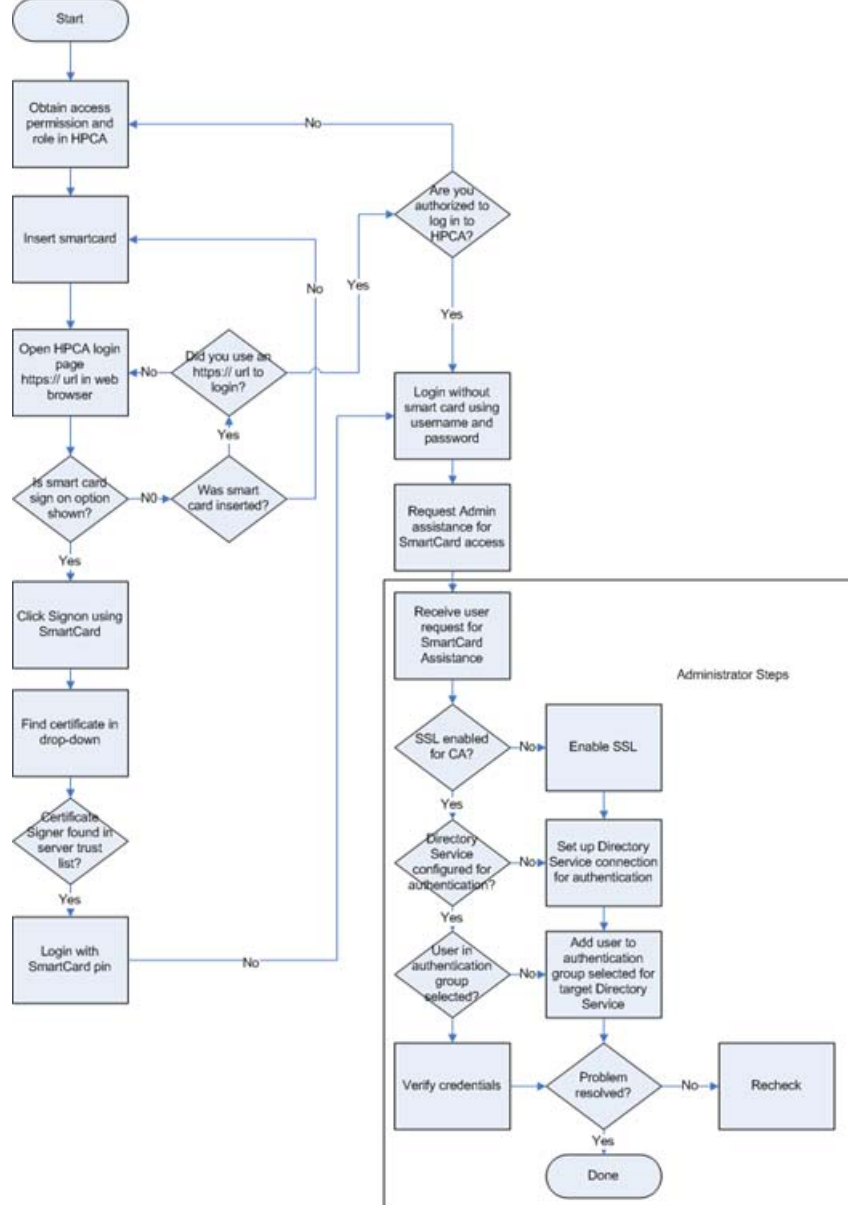 Start
Obtain access
permission and
role in HPCA
No
Are you
authorized to
log in to
HPCA?
Insert smartcard
No
Yes
Yes
Open HPCA login
page
https:// url in web
browser
No
Did you use an
https:// url to
login?
Login without
smart card using
username and
password
Yes
Is smart card
sign on option
shown?
N0
Was smart
card inserted?
Request Admin
assistance for
SmartCard access
Yes
Click Signon using
SmartCard
Receive user
request for
SmartCard
Assistance
Administrator Steps
Find certificate in
drop-down
SSL enabled
for CA?
No
Enable SSL
Yes
Certificate
Signer found in
server trust
list?
Directory
Service
configured for
authentication?
No
Set up Directory
Service connection
for authentication
Yes
Yes
Login with
SmartCard pin
No
User in
authentication
group
selected?
No
Add user to
authentication
group selected for
target Directory
Service
Verify credentials
Problem
resolved?
No
Recheck
Yes
Done